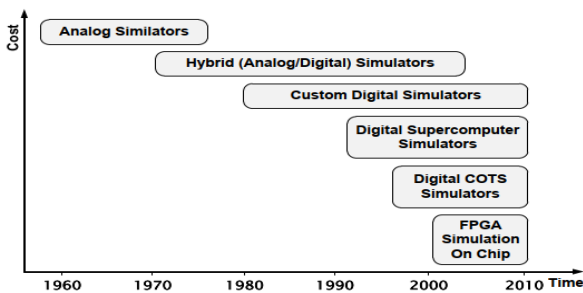 Cost
Analog Similators
Hybrid (Analog/Digital) Simulators
Custom Digital Simulators
Digital Supercomputer
Simulators
Digital COTS
Simulators
FPGA
Simulation
On Chip
1960 1970 1980 1990 2000 2010 Time